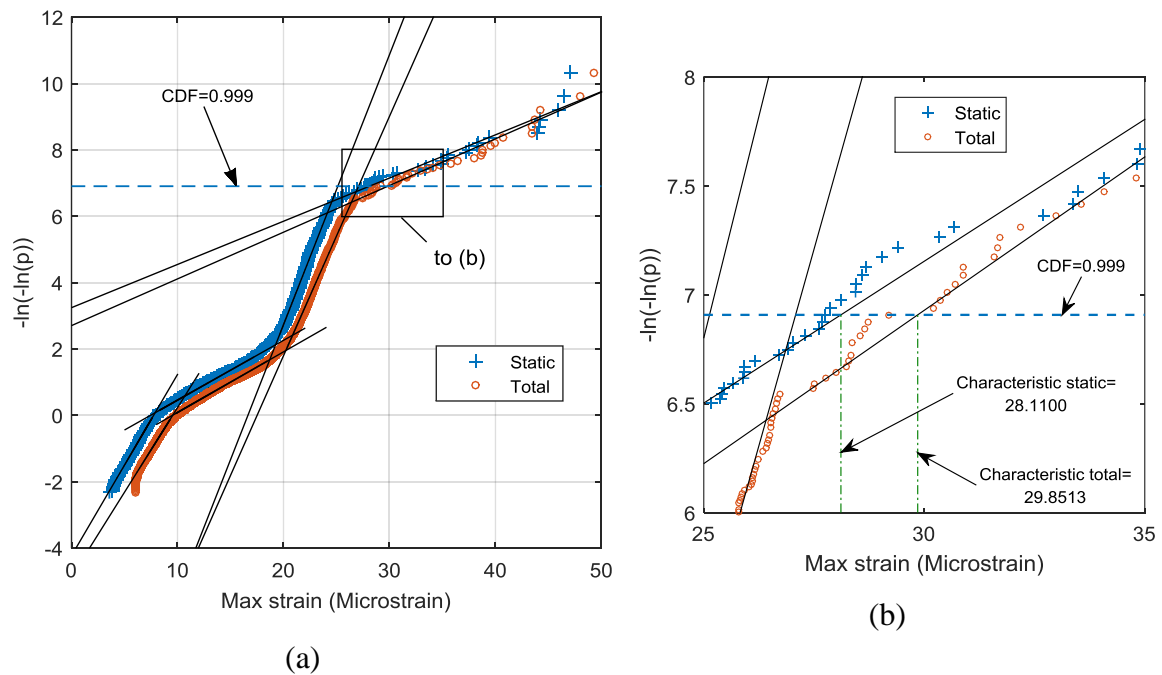 12
10
8
6
4
2
0
-2
-4
-ln(-ln(p))
CDF=0.999
to (b)
Static
Total
0
10
20
30
40
50
Max strain (Microstrain)
(a)
8
7.5
7
6.5
6
-ln(-ln(p))
Static
Total
CDF=0.999
Characteristic static=
28.1100
Characteristic total=
29.8513
25
30
35
Max strain (Microstrain)
(b)